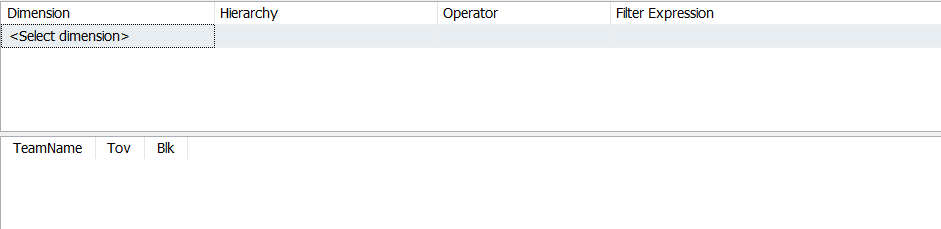 Dimension Hierarchy Operator Filter Expression
<Select dimension>
TeamName Tov Blk